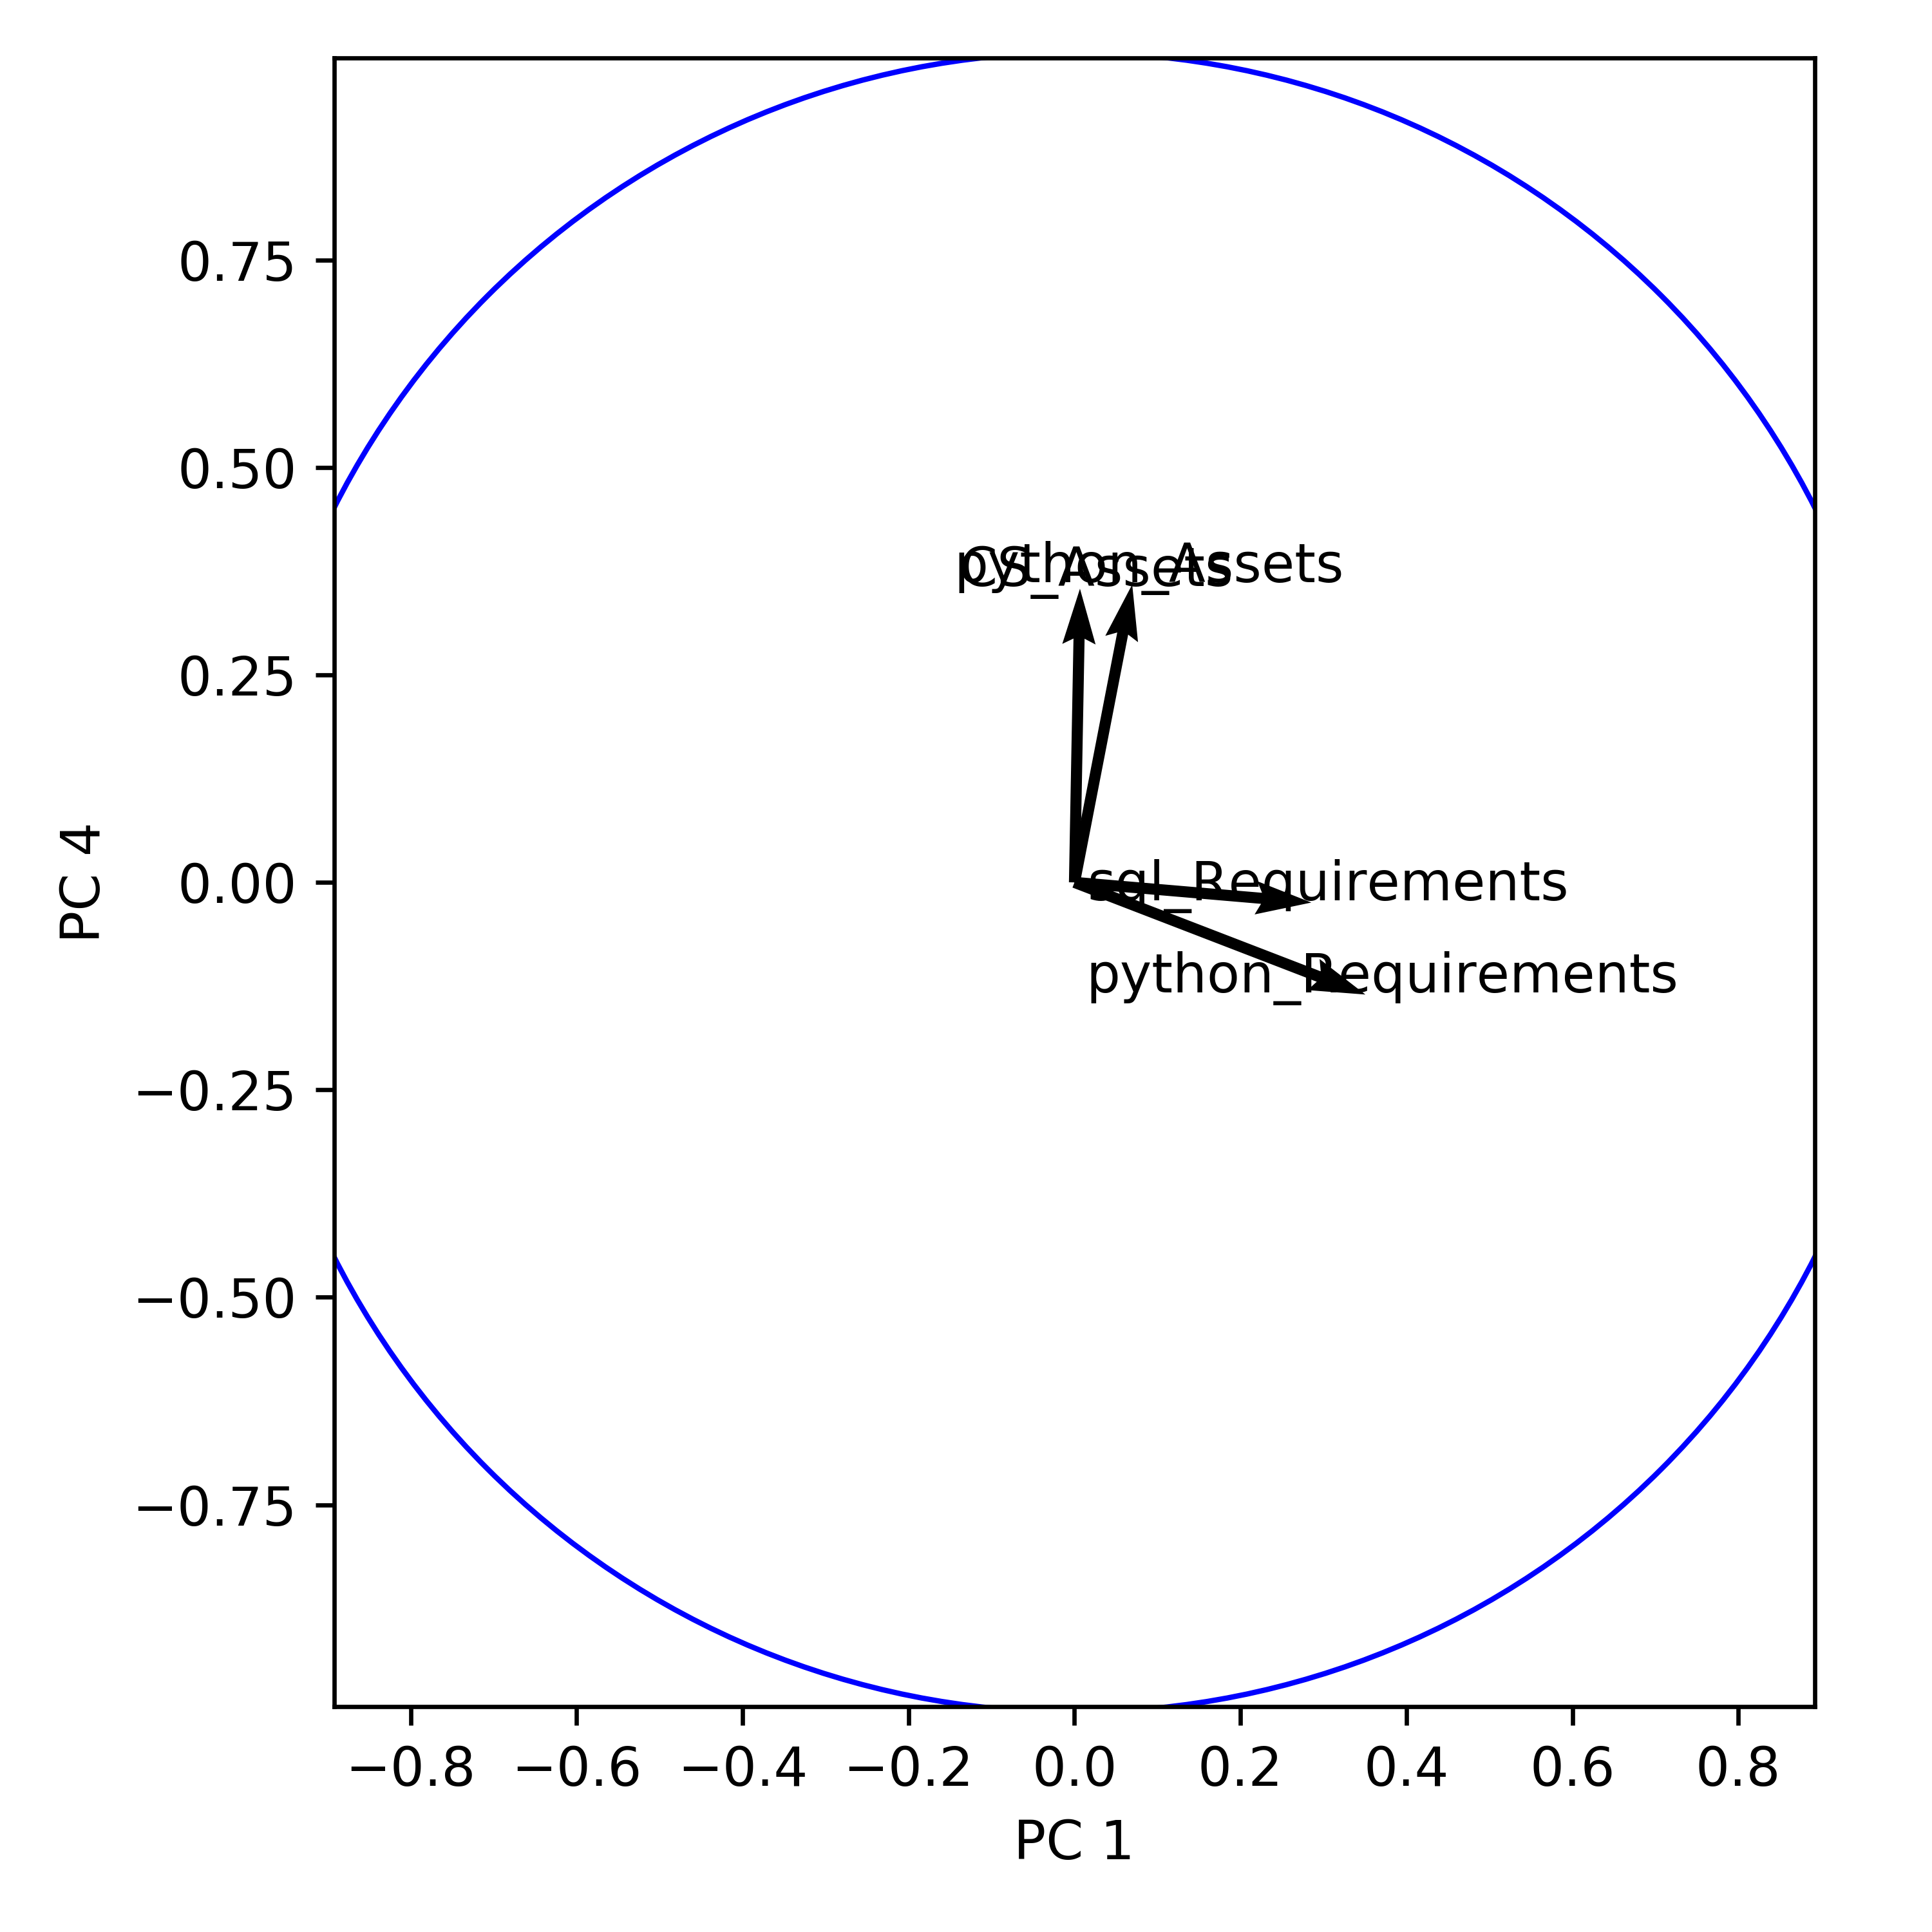 0.75
0.50
0.25
0.00
−0.25
−0.50
−0.75
PC 4
python_Assets
CS_Assets
sql_Requirements
python_Requirements
−0.8 −0.6 −0.4 −0.2 0.0 0.2 0.4 0.6 0.8
PC 1